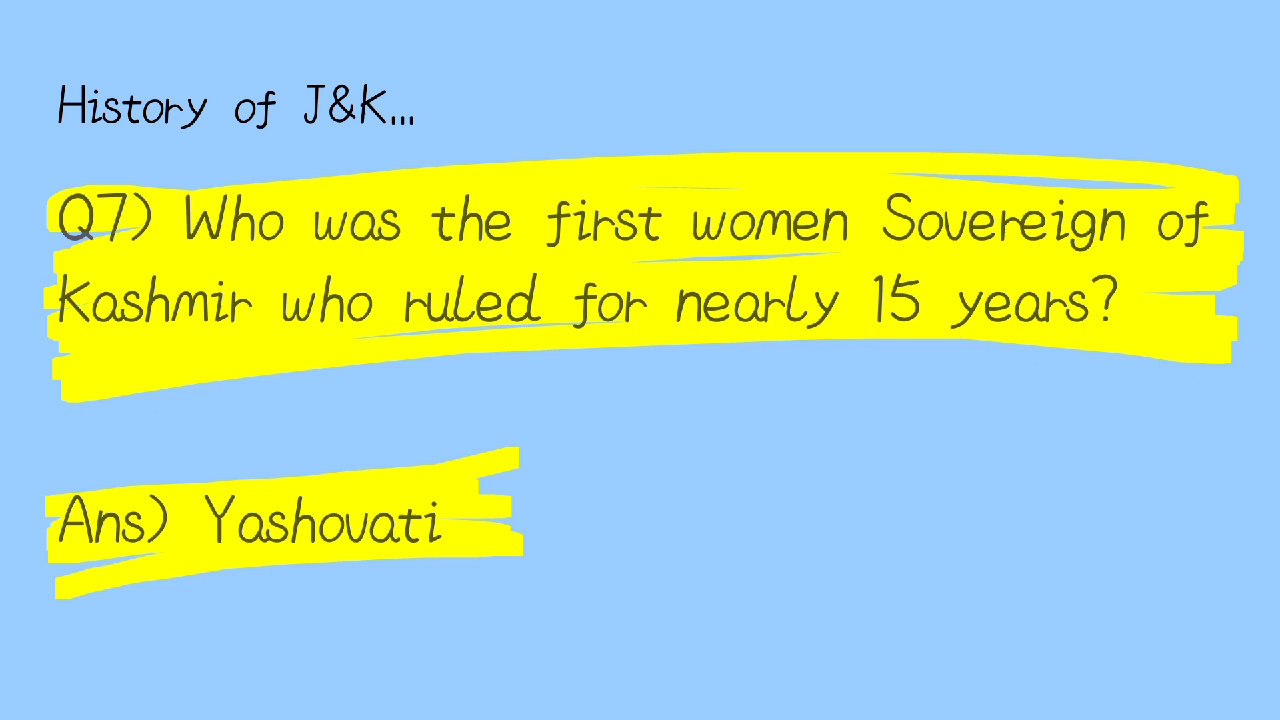 History of J&K...
Q7) Who was the first women Sovereign of
Kashmir who ruled for nearly 15 years?
Ans) Yashovati